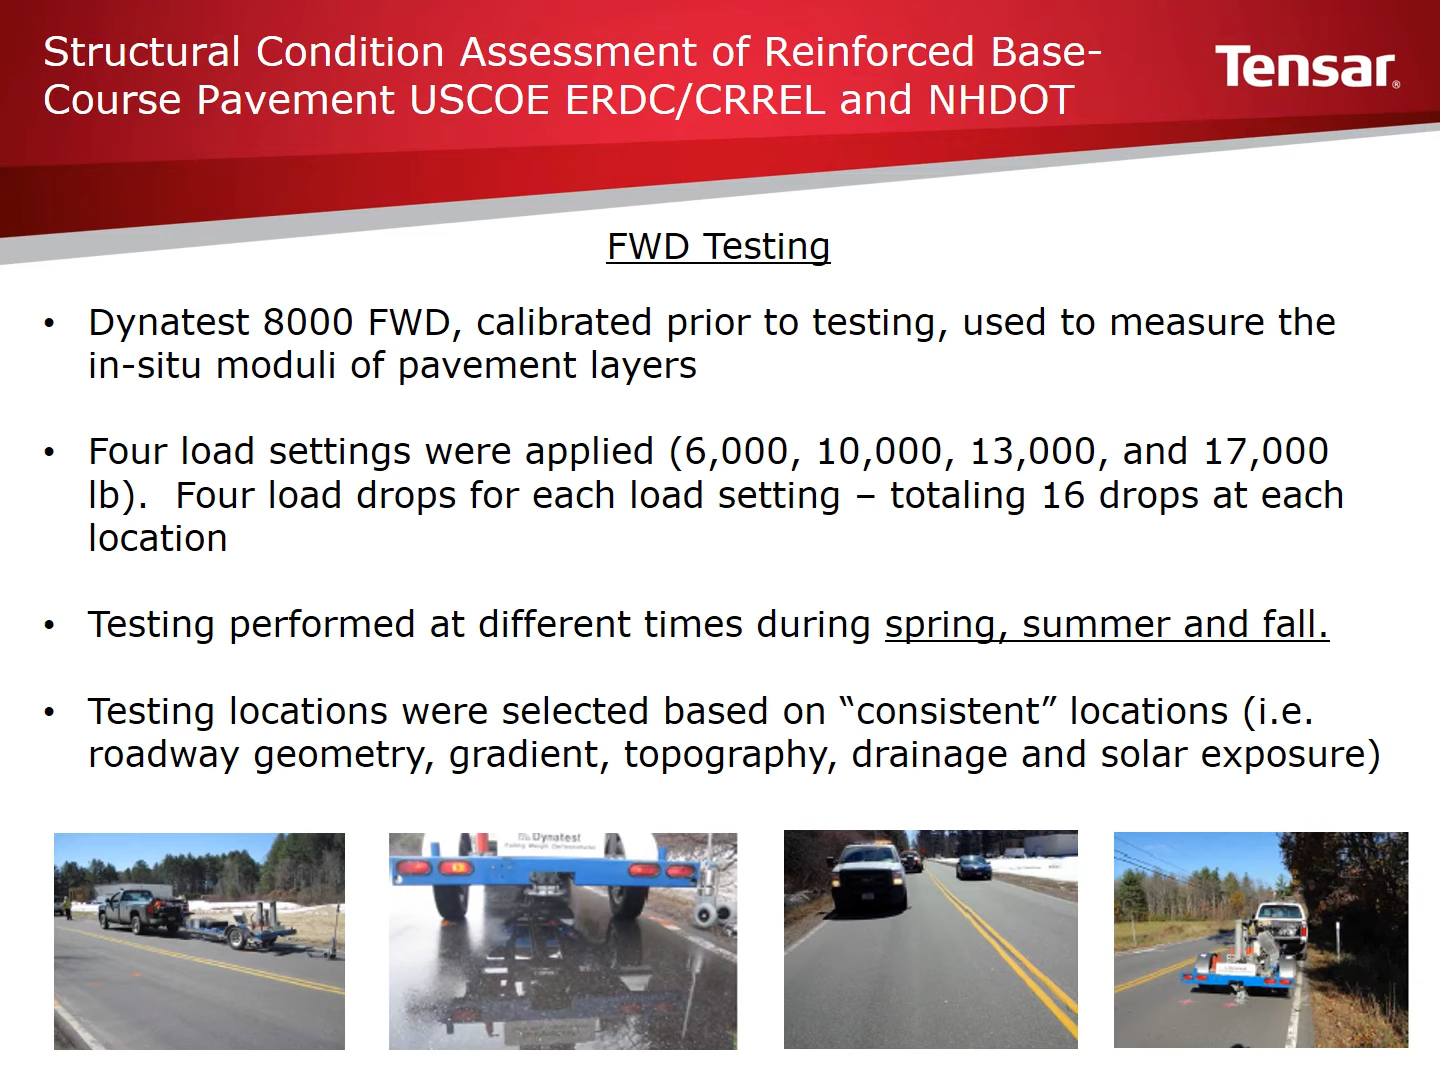 Structural Condition Assessment of Reinforced Base-
Course Pavement USCOE ERDC/CRREL and NHDOT
Tensar®
FWD Testing
• Dynatest 8000 FWD, calibrated prior to testing, used to measure the
in-situ moduli of pavement layers
• Four load settings were applied (6,000, 10,000, 13,000, and 17,000
lb).  Four load drops for each load setting – totaling 16 drops at each
location
• Testing performed at different times during spring, summer and fall.
• Testing locations were selected based on “consistent” locations (i.e.
roadway geometry, gradient, topography, drainage and solar exposure)
Dynatest